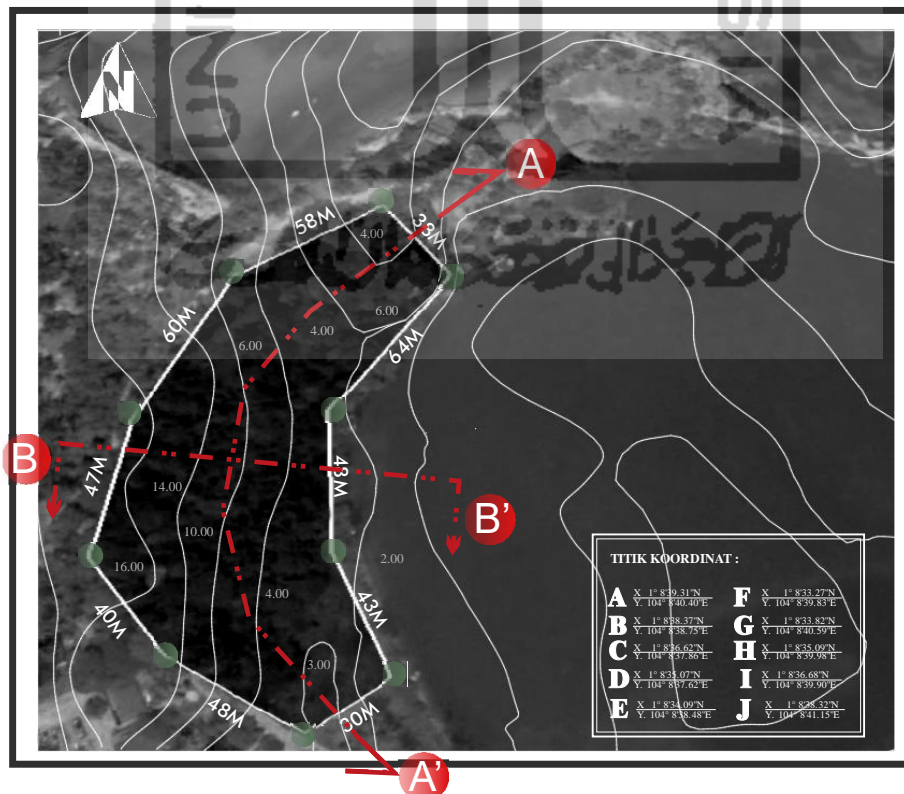 UNI
N
A
58M
33M
4.00
6.00
4.00
60M
6.00
64M
B
47M
43M
14.00
B'
10.00
2.00
16.00
4.00
40M
43M
3.00
48M
30M
A'
TITIK KOORDINAT :
A X 1° 8'39.31"N
Y. 104° 8'40.40"E
B X 1° 8'38.37"N
Y. 104° 8'38.75"E
C X 1° 8'36.62"N
Y. 104° 8'37.86"E
D X 1° 8'35.07"N
Y. 104° 8'37.62"E
E X 1° 8'34.09"N
Y. 104° 8'38.48"E
F X 1° 8'33.27"N
Y. 104° 8'39.83"E
G X 1° 8'33.82"N
Y. 104° 8'40.59"E
H X 1° 8'35.09"N
Y. 104° 8'39.98"E
I X 1° 8'36.68"N
Y. 104° 8'39.90"E
J X 1° 8'38.32"N
Y. 104° 8'41.15"E